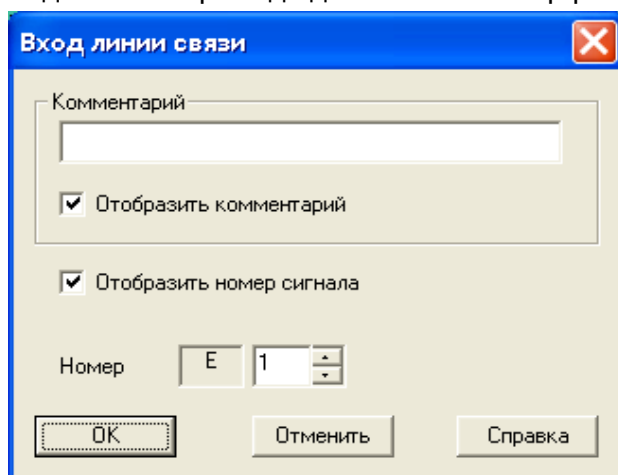 Вход линии связи
Комментарий
Отобразить комментарий
Отобразить номер сигнала
Номер E 1
OK Отменить Справка